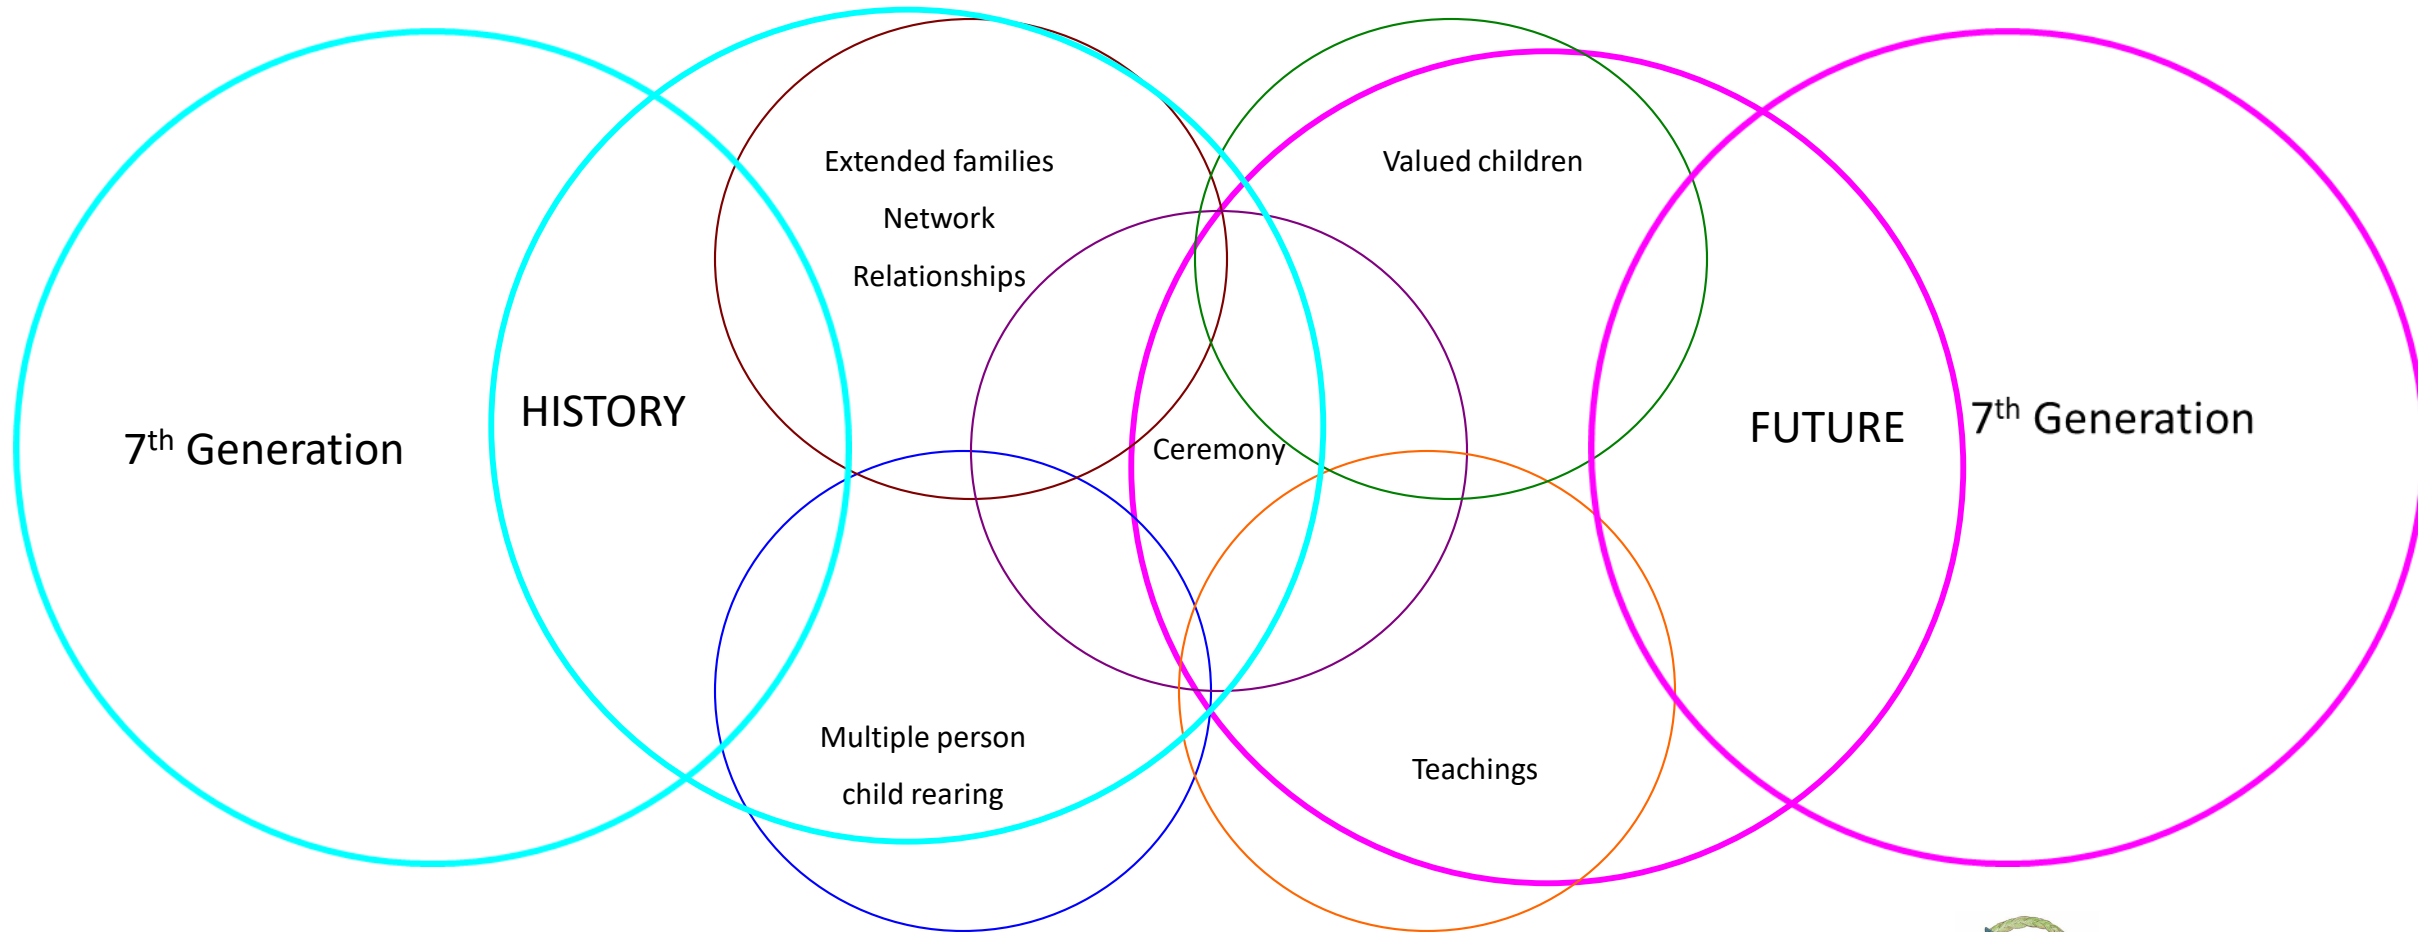 7th Generation
HISTORY
Extended families
Network
Relationships
Multiple person
child rearing
Ceremony
Valued children
Teachings
FUTURE
7th Generation